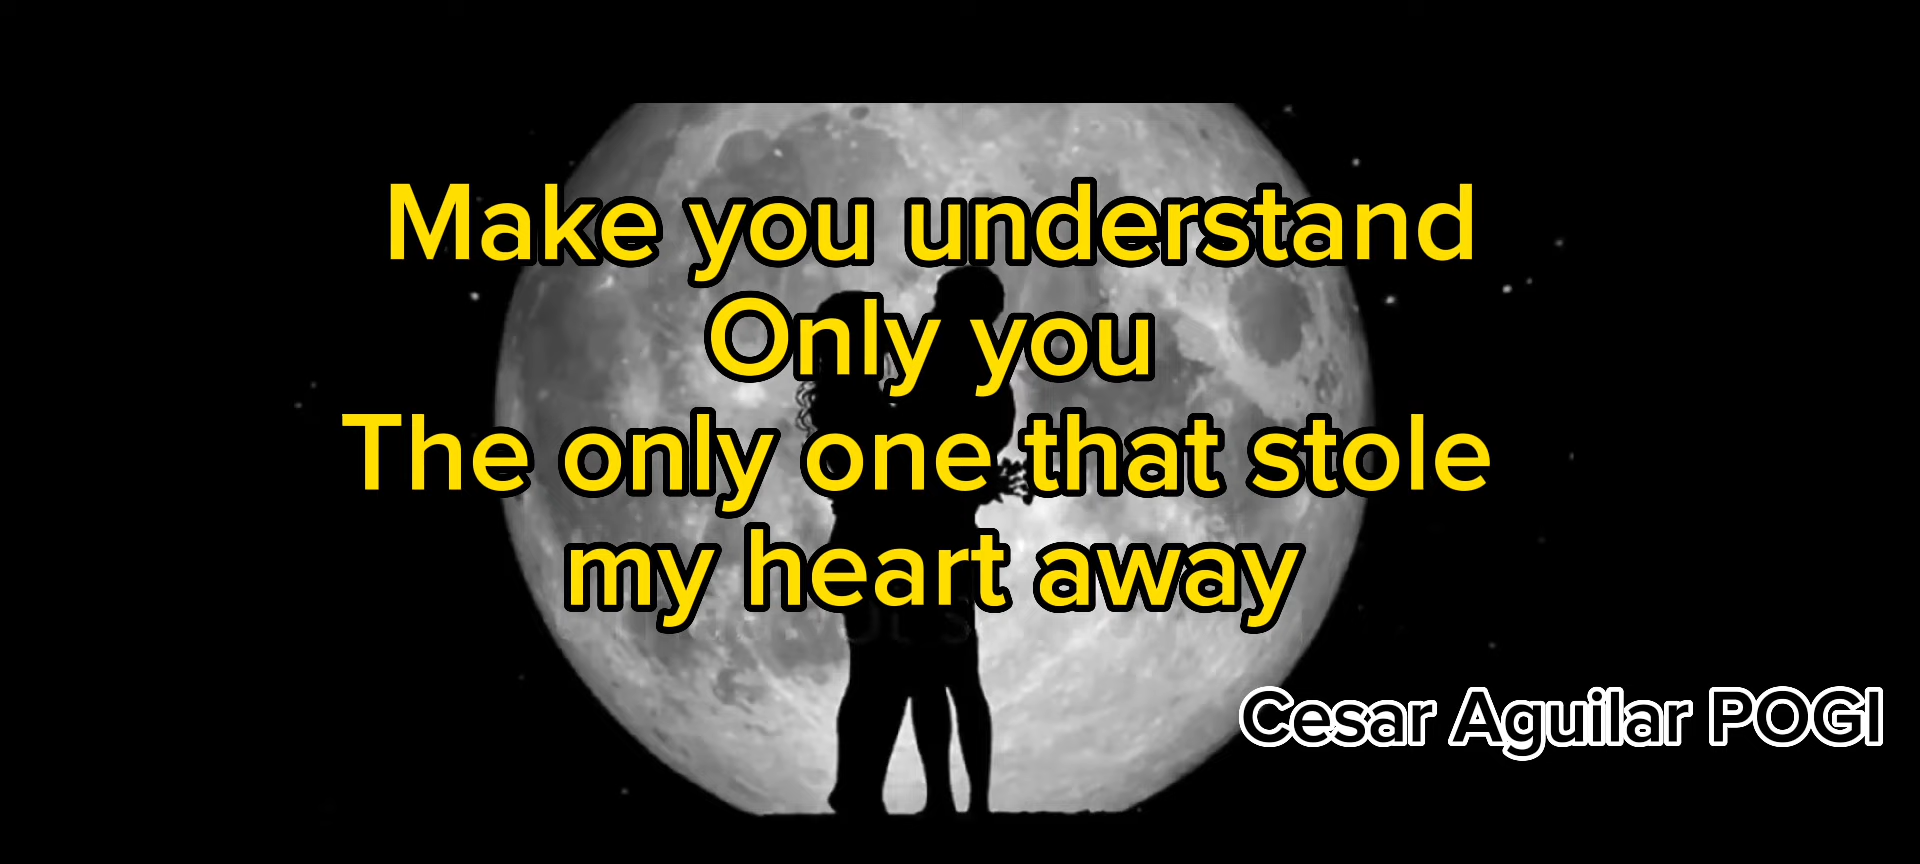 Make you understand
Only you
The only one that stole
my heart away
Cesar Aguilar POGI